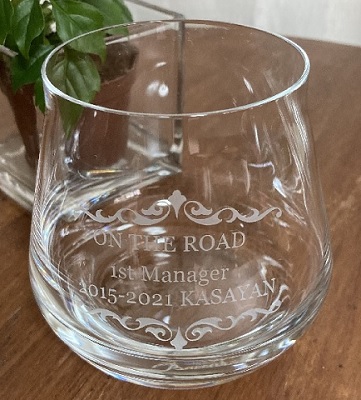 ON THE ROAD
1st Manager
2015-2021 KASAYAN